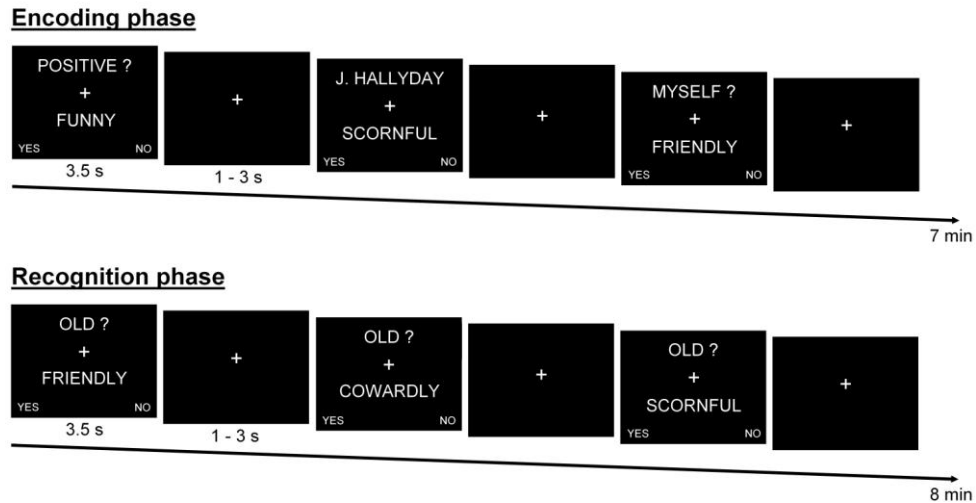 Encoding phase
POSITIVE ?
+
FUNNY
YES NO
3.5 s
+
1 - 3 s
J. HALLYDAY
+
SCORNFUL
YES NO
+
MYSELF ?
+
FRIENDLY
YES NO
+
7 min
Recognition phase
OLD ?
+
FRIENDLY
YES NO
3.5 s
+
1 - 3 s
OLD ?
+
COWARDLY
YES NO
+
OLD ?
+
SCORNFUL
YES NO
+
8 min